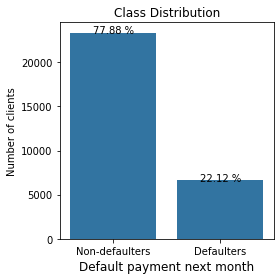 Class Distribution
77.88 %
22.12 %
Number of clients
20000
15000
10000
5000
0
Non-defaulters
Defaulters
Default payment next month